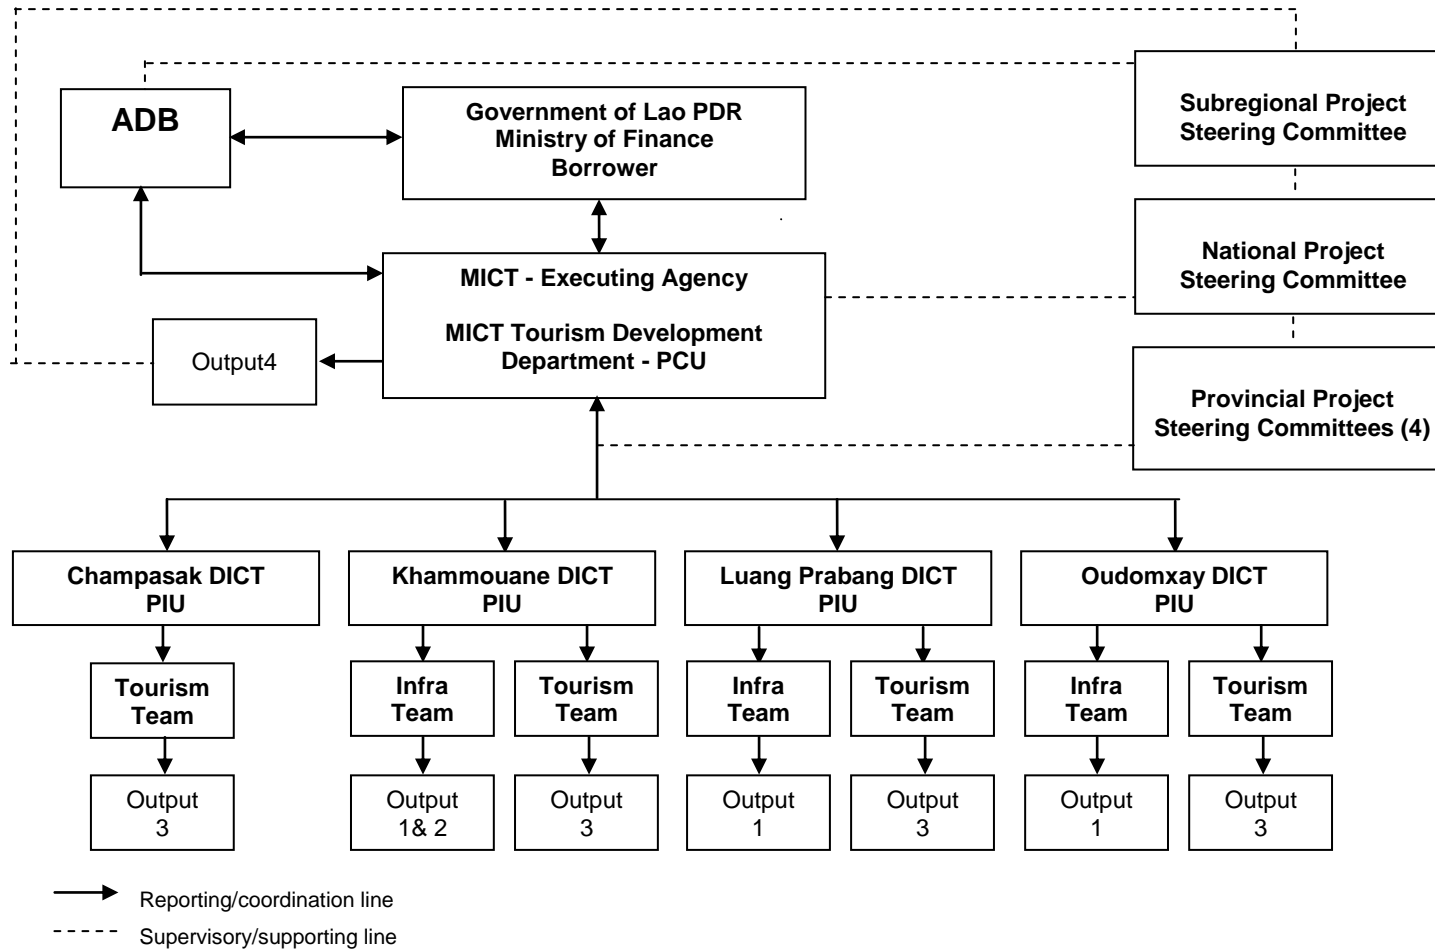 ADB
Government of Lao PDR
Ministry of Finance
Borrower
Subregional Project
Steering Committee
National Project
Steering Committee
MICT - Executing Agency
MICT Tourism Development
Department - PCU
Output4
Provincial Project
Steering Committees (4)
Champasak DICT
PIU
Khammouane DICT
PIU
Luang Prabang DICT
PIU
Oudomxay DICT
PIU
Tourism
Team
Infra
Team
Tourism
Team
Infra
Team
Tourism
Team
Infra
Team
Tourism
Team
Output
3
Output
1& 2
Output
3
Output
1
Output
3
Output
1
Output
3
Reporting/coordination line
Supervisory/supporting line